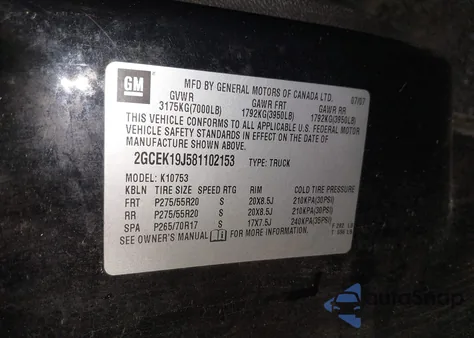 GM
MFD BY GENERAL MOTORS OF CANADA LTD. 07/07
GVWR GAWR FRT GAWR RR
3175KG(7000LB) 1792KG(3950LB) 1792KG(3950LB)
THIS VEHICLE CONFORMS TO ALL APPLICABLE U.S. FEDERAL MOTOR
VEHICLE SAFETY STANDARDS IN EFFECT ON THE DATE OF
MANUFACTURE SHOWN ABOVE.
2GCEK19J581102153 TYPE: TRUCK
MODEL: K10753
KBLN TIRE SIZE SPEED RTG RIM COLD TIRE PRESSURE
FRT P275/55R20 S 20X8.5J 210KPA(30PSI)
RR P275/55R20 S 20X8.5J 210KPA(30PSI)
SPA P265/70R17 S 17X7.5J 240KPA(35PSI)
SEE OWNER'S MANUAL FOR MORE INFORMATION.
autoSnap